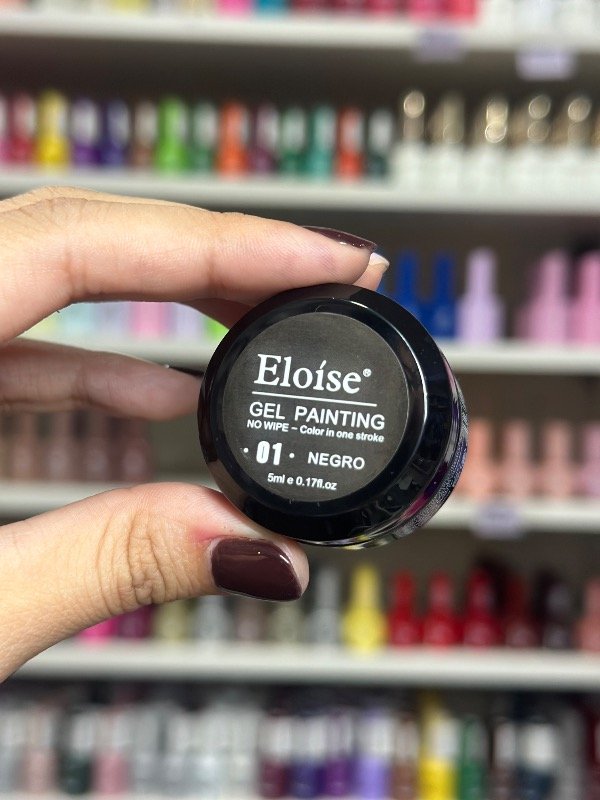 Eloíse®
GEL PAINTING
NO WIPE – Color in one stroke
· 01 · NEGRO
5ml e 0.17fl.oz